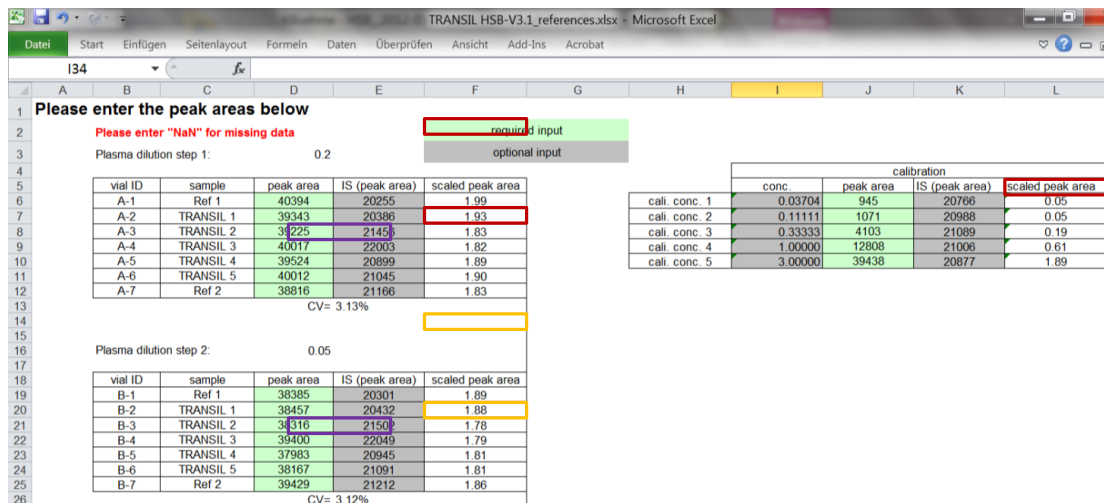 TRANSIL HSB-V3.1_references.xlsx - Microsoft Excel
Datei Start Einfügen Seitenlayout Formeln Daten Überprüfen Ansicht Add-Ins Acrobat
I34 fx
A B C D E F G H I J K L
1 Please enter the peak areas below
2 Please enter "NaN" for missing data required input
3 Plasma dilution step 1: 0.2 optional input
4 calibration
5 vial ID sample peak area IS (peak area) scaled peak area conc. peak area IS (peak area) scaled peak area
6 A-1 Ref 1 40394 20255 1.99 cali. conc. 1 0.03704 945 20766 0.05
7 A-2 TRANSIL 1 39343 20386 1.93 cali. conc. 2 0.11111 1071 20988 0.05
8 A-3 TRANSIL 2 39225 21456 1.83 cali. conc. 3 0.33333 4103 21089 0.19
9 A-4 TRANSIL 3 40017 22003 1.82 cali. conc. 4 1.00000 12808 21006 0.61
10 A-5 TRANSIL 4 39524 20899 1.89 cali. conc. 5 3.00000 39438 20877 1.89
11 A-6 TRANSIL 5 40012 21045 1.90
12 A-7 Ref 2 38816 21166 1.83
13 CV= 3.13%
14
15
16 Plasma dilution step 2: 0.05
17
18 vial ID sample peak area IS (peak area) scaled peak area
19 B-1 Ref 1 38385 20301 1.89
20 B-2 TRANSIL 1 38457 20432 1.88
21 B-3 TRANSIL 2 38316 21502 1.78
22 B-4 TRANSIL 3 39400 22049 1.79
23 B-5 TRANSIL 4 37983 20945 1.81
24 B-6 TRANSIL 5 38167 21091 1.81
25 B-7 Ref 2 39429 21212 1.86
26 CV= 3.12%